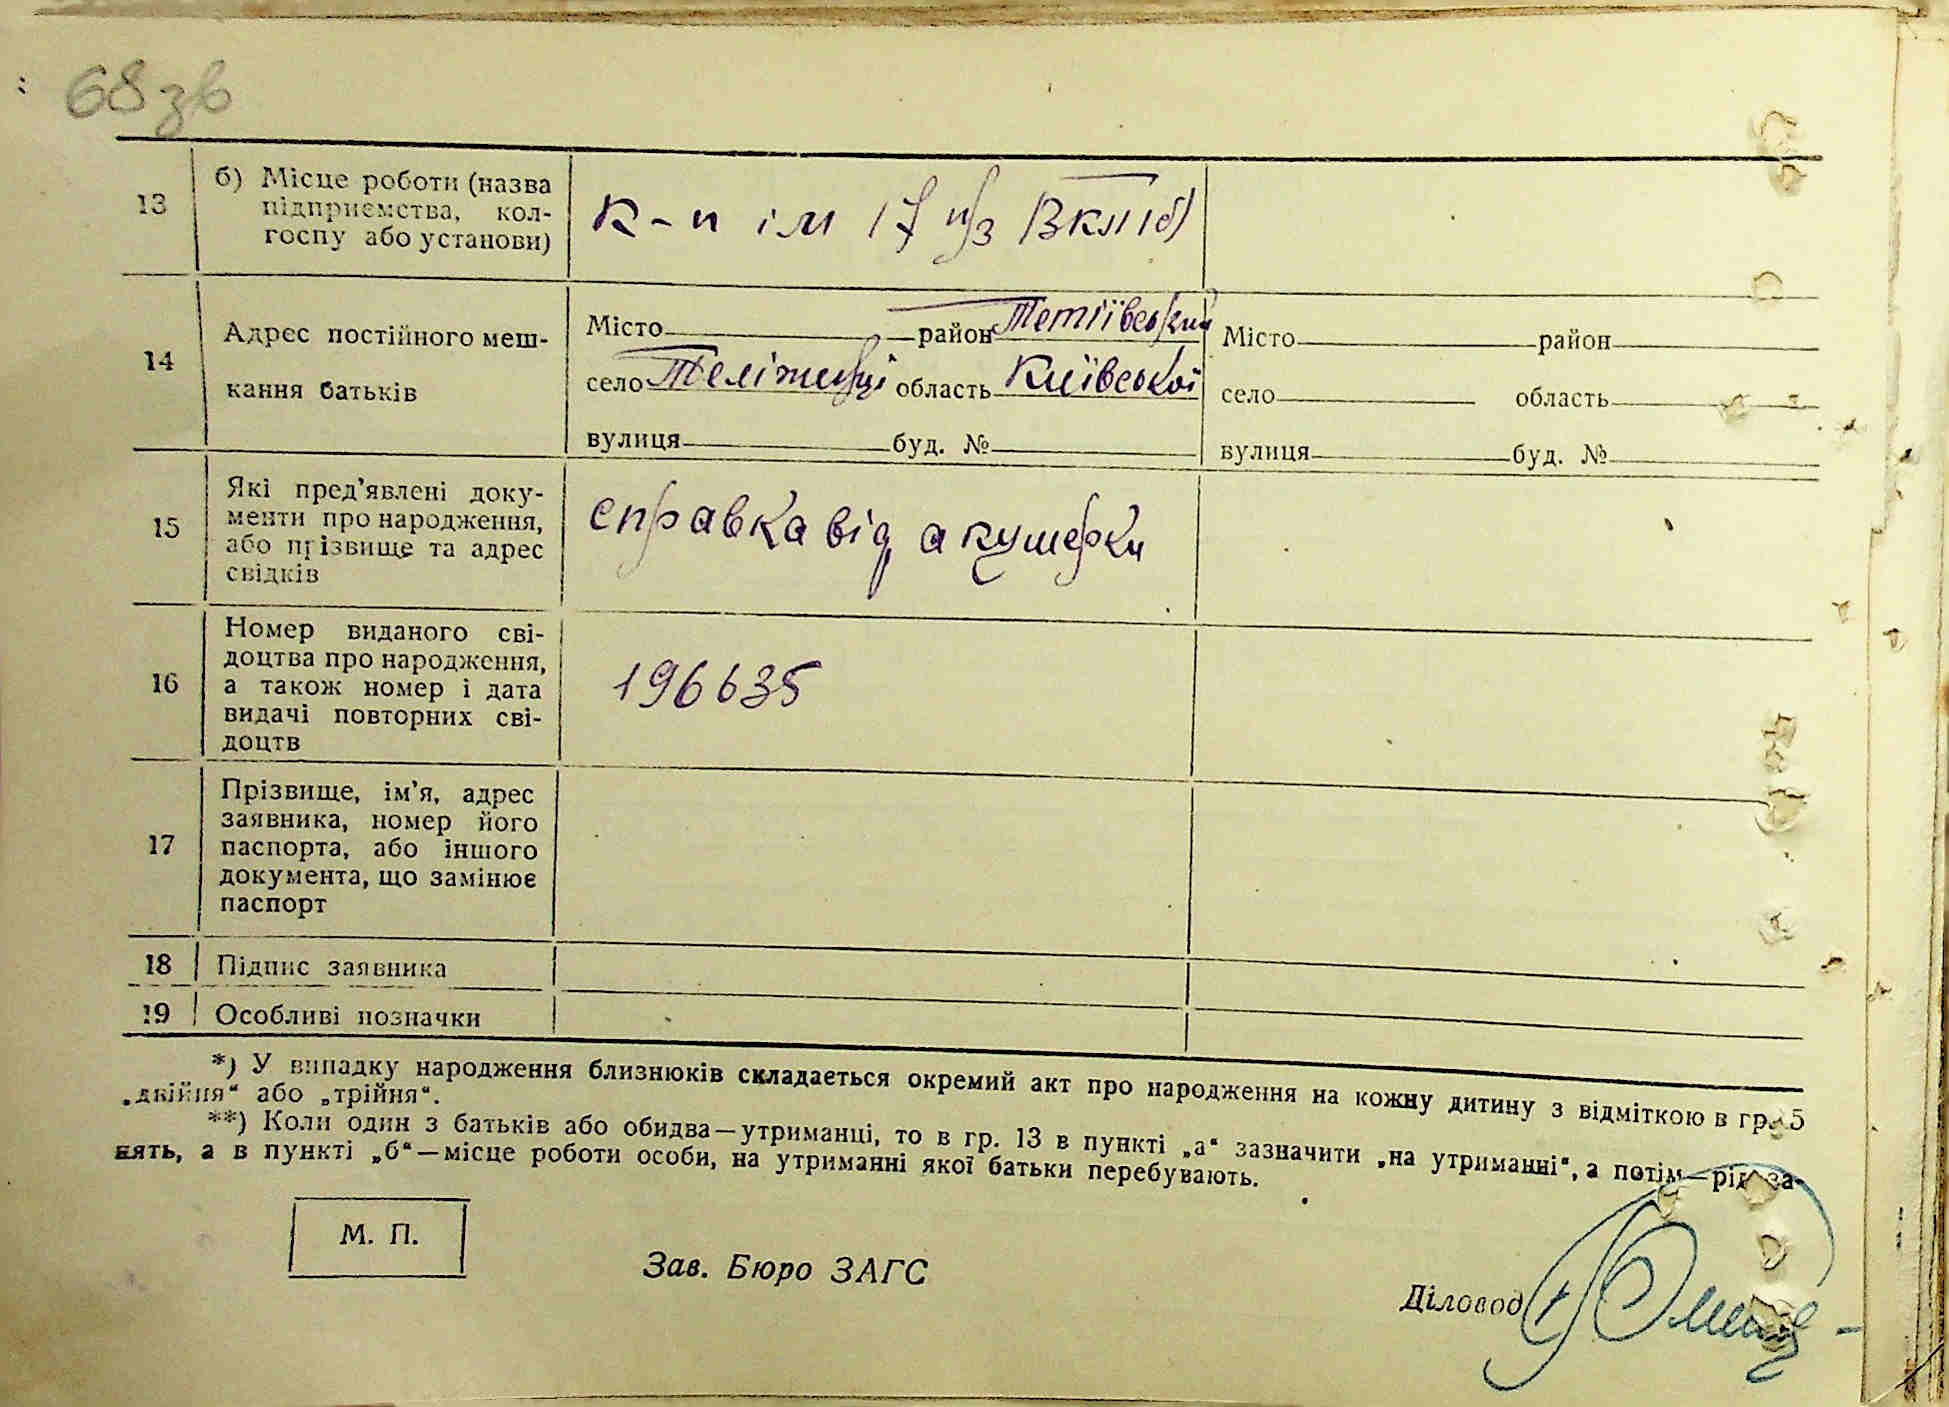 68 зв
13 б) Місце роботи (назва
підприємства, кол-
госпу або установи)
к-п ім 17 п/з ВКП(б)
14 Адрес постійного меш-
кання батьків
Місто район Тетіївський Місто район
село Теліжинці область Київської село область
вулиця буд. № вулиця буд. №
15 Які пред'явлені доку-
менти про народження,
або прізвище та адрес
свідків
справка від акушерки
16 Номер виданого сві-
доцтва про народження,
а також номер і дата
видачі повторних сві-
доцтв
196635
17 Прізвище, ім'я, адрес
заявника, номер його
паспорта, або іншого
документа, що замінює
паспорт
18 Підпис заявника
19 Особливі позначки
*) У випадку народження близнюків складається окремий акт про народження на кожну дитину з відміткою в гр. 5
„двійня" або „трійня".
**) Коли один з батьків або обидва—утриманці, то в гр. 13 в пункті „а" зазначити „на утриманні", а потім—рід за-
нять, а в пункті „б"—місце роботи особи, на утриманні якої батьки перебувають.
М. П.
Зав. Бюро ЗАГС
Діловод